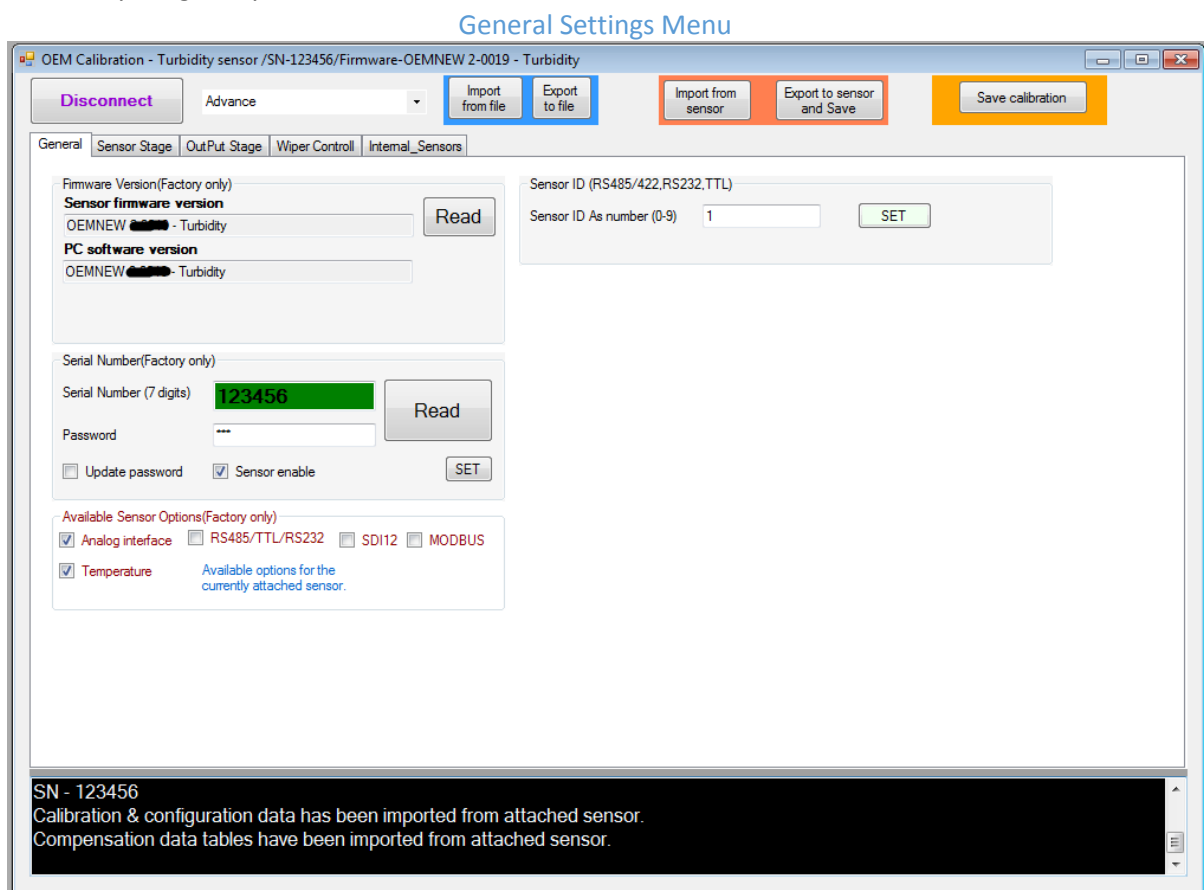 General Settings Menu
OEM Calibration - Turbidity sensor /SN-123456/Firmware-OEMNEW 2-0019 - Turbidity
Disconnect
Advance
Import from file
Export to file
Import from sensor
Export to sensor and Save
Save calibration
General
Sensor Stage
OutPut Stage
Wiper Controll
Internal_Sensors
Firmware Version(Factory only)
Sensor firmware version
OEMNEW - Turbidity
Read
PC software version
OEMNEW - Turbidity
Sensor ID (RS485/422,RS232,TTL)
Sensor ID As number (0-9)
1
SET
Serial Number(Factory only)
Serial Number (7 digits)
123456
Read
Password
***
Update password
Sensor enable
SET
Available Sensor Options(Factory only)
Analog interface
RS485/TTL/RS232
SDI12
MODBUS
Temperature
Available options for the
currently attached sensor.
SN - 123456
Calibration & configuration data has been imported from attached sensor.
Compensation data tables have been imported from attached sensor.